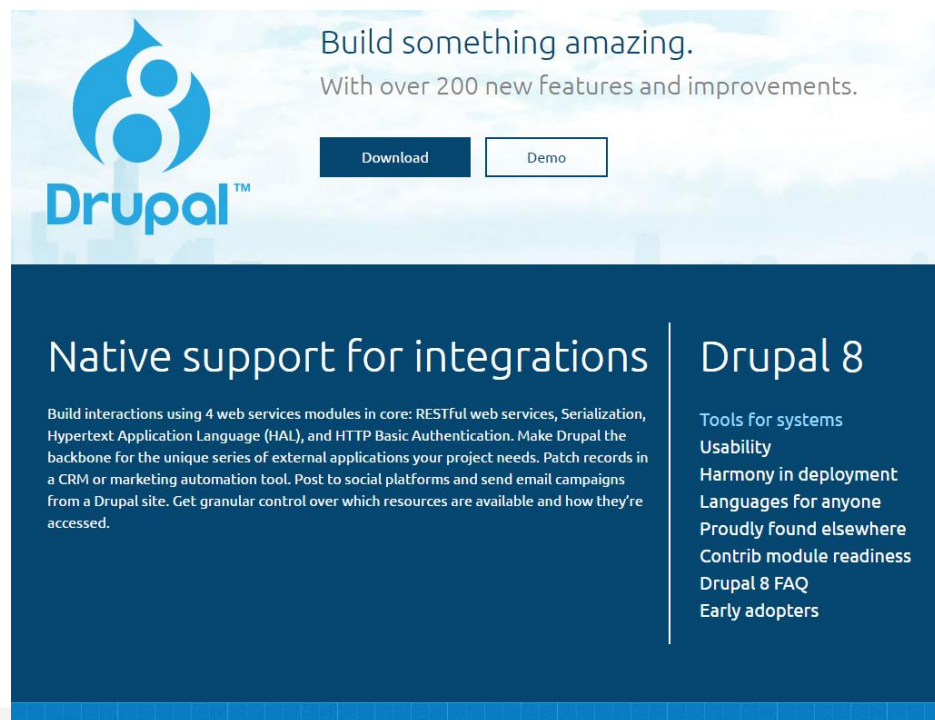 Drupal™
Build something amazing.
With over 200 new features and improvements.
Download
Demo
Native support for integrations
Build interactions using 4 web services modules in core: RESTful web services, Serialization,
Hypertext Application Language (HAL), and HTTP Basic Authentication. Make Drupal the
backbone for the unique series of external applications your project needs. Patch records in
a CRM or marketing automation tool. Post to social platforms and send email campaigns
from a Drupal site. Get granular control over which resources are available and how they’re
accessed.
Drupal 8
Tools for systems
Usability
Harmony in deployment
Languages for anyone
Proudly found elsewhere
Contrib module readiness
Drupal 8 FAQ
Early adopters